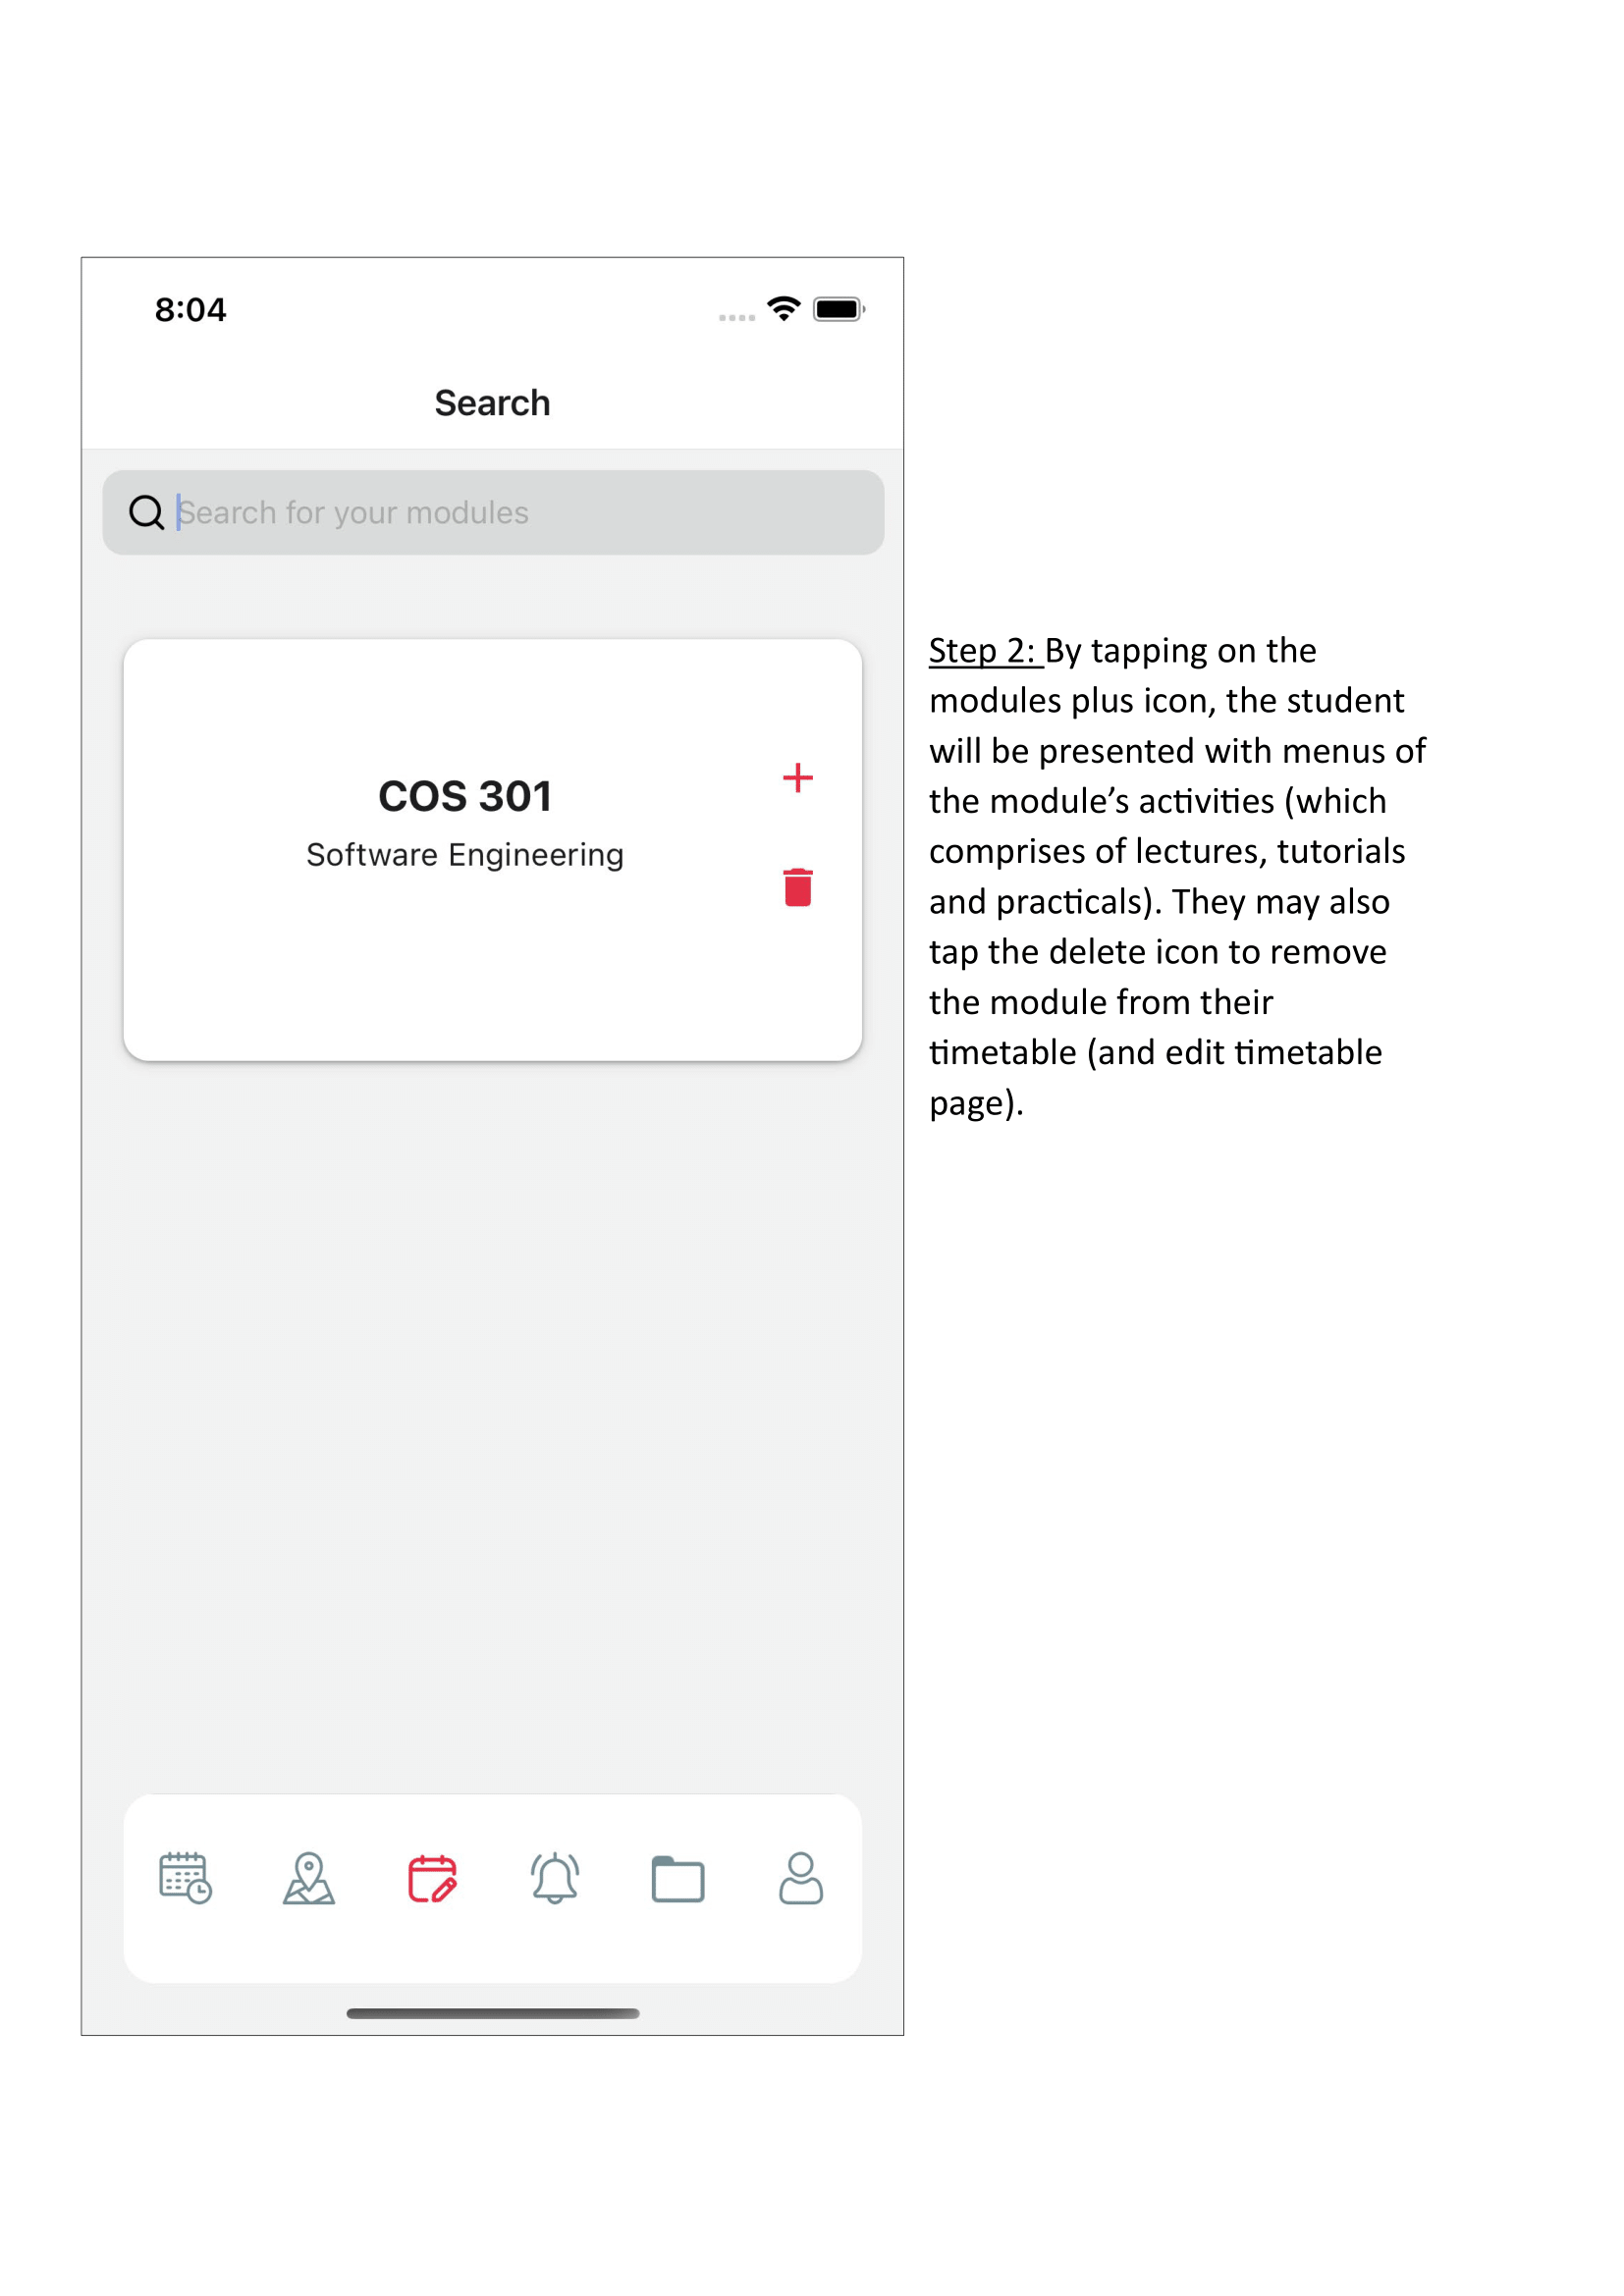 8:04
Search
Search for your modules
COS 301
Software Engineering
Step 2: By tapping on the
modules plus icon, the student
will be presented with menus of
the module’s activities (which
comprises of lectures, tutorials
and practicals). They may also
tap the delete icon to remove
the module from their
timetable (and edit timetable
page).